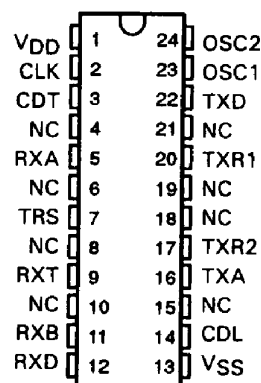 VDD 1 24 OSC2
CLK 2 23 OSC1
CDT 3 22 TXD
NC 4 21 NC
RXA 5 20 TXR1
NC 6 19 NC
TRS 7 18 NC
NC 8 17 TXR2
RXT 9 16 TXA
NC 10 15 NC
RXB 11 14 CDL
RXD 12 13 VSS